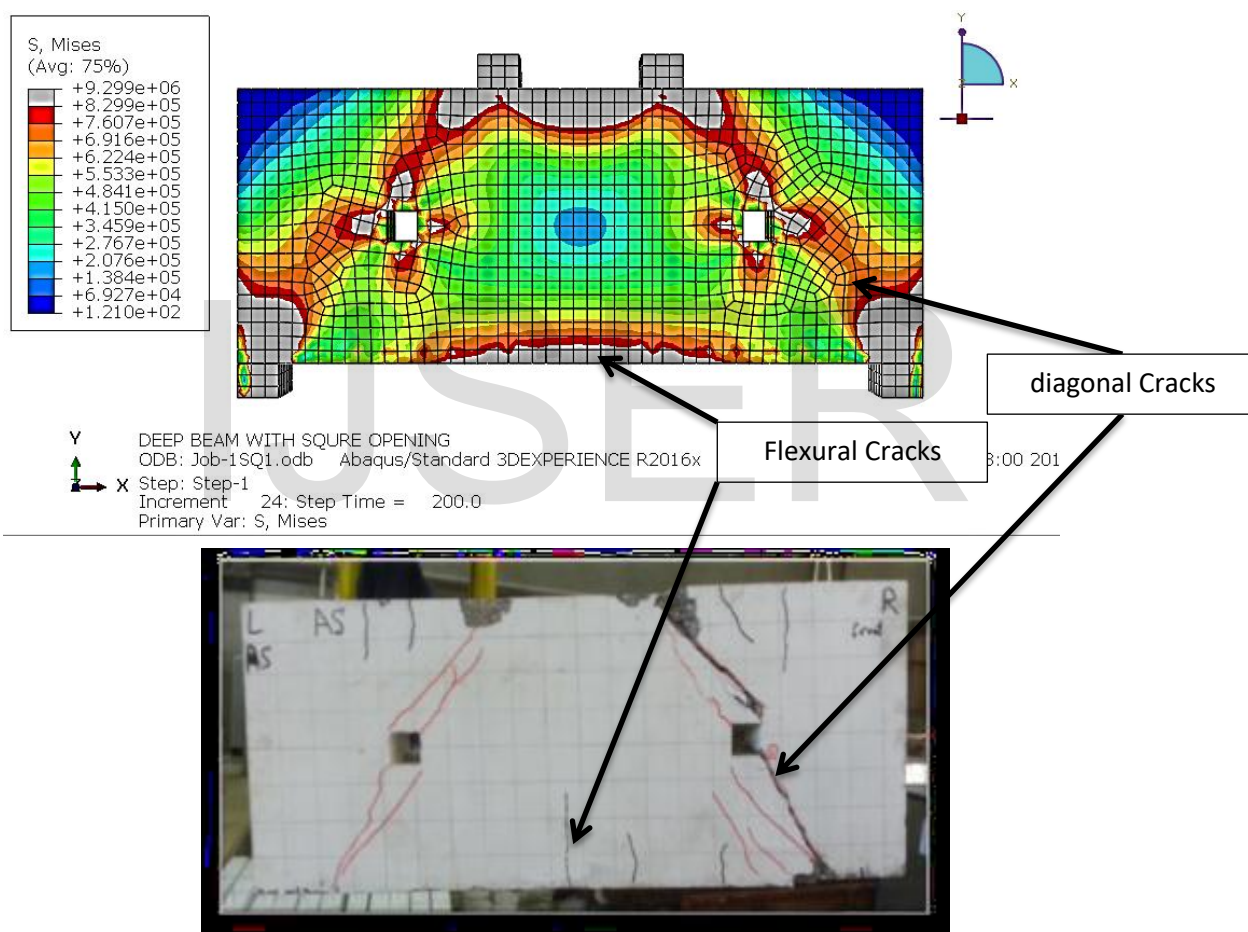 S, Mises
(Avg: 75%)
+9.299e+06
+8.299e+05
+7.607e+05
+6.916e+05
+6.224e+05
+5.533e+05
+4.841e+05
+4.150e+05
+3.459e+05
+2.767e+05
+2.076e+05
+1.384e+05
+6.927e+04
+1.210e+02
Y
Z X
diagonal Cracks
Flexural Cracks
IJSER
Y
X
DEEP BEAM WITH SQURE OPENING
ODB: Job-1SQ1.odb Abaqus/Standard 3DEXPERIENCE R2016x 3:00 201
Step: Step-1
Increment 24: Step Time = 200.0
Primary Var: S, Mises
L AS R
AS